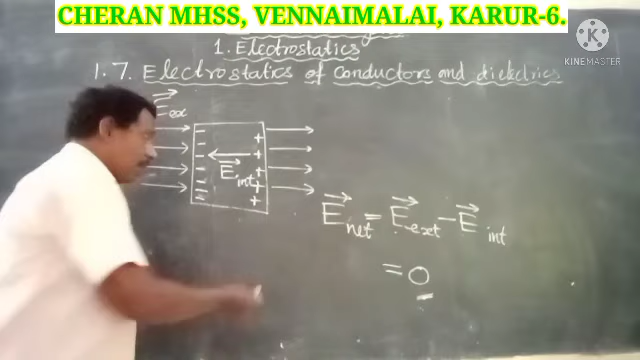 CHERAN MHSS, VENNAIMALAI, KARUR-6.
KINEMASTER
1. Electrostatics
1.7. Electrostatics of conductors and dielectrics
E⃗ex
- - - - - -
+ + + + +
E⃗int
E⃗net = E⃗ext - E⃗int
= 0